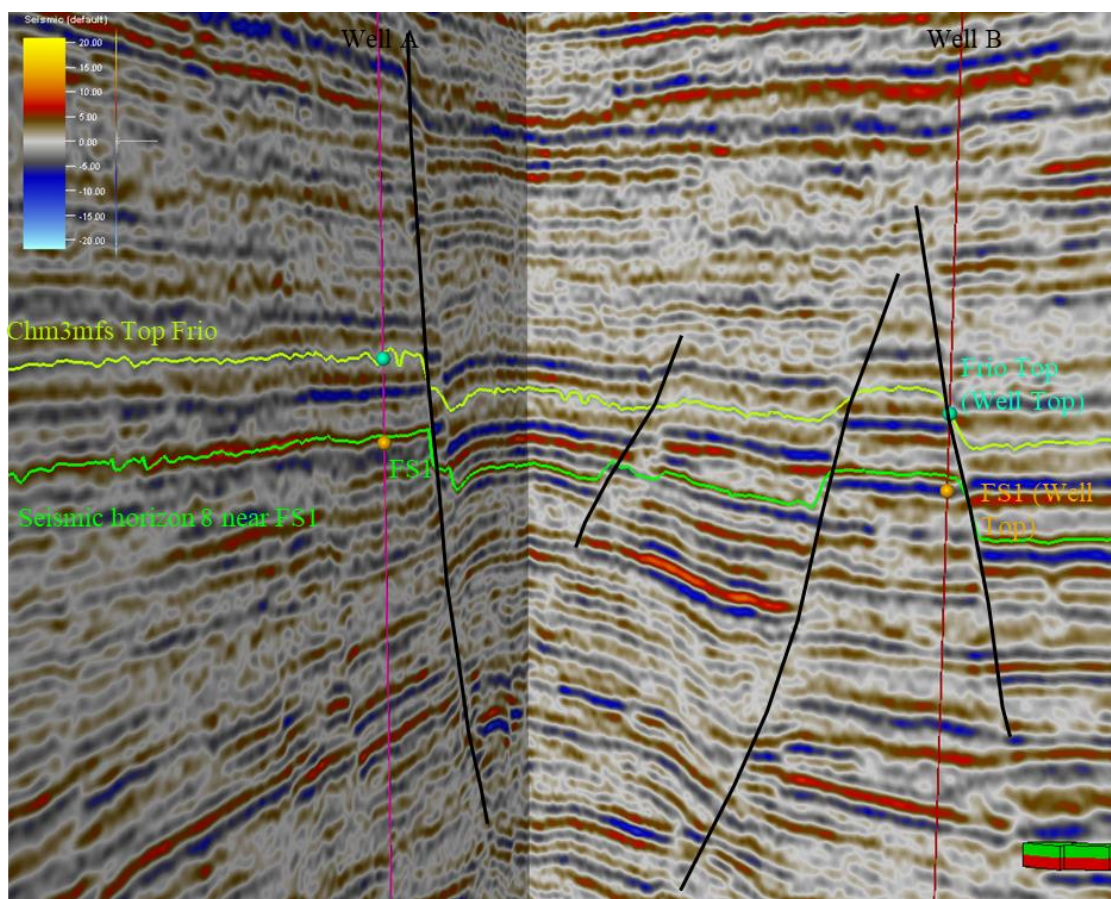 Seismic (default)
20.00
15.00
10.00
5.00
0.00
-5.00
-10.00
-15.00
-20.00
Well A
Well B
Chm3mfs Top Frio
Frio Top
(Well Top)
FS1
FS1 (Well
Top)
Seismic horizon 8 near FS1